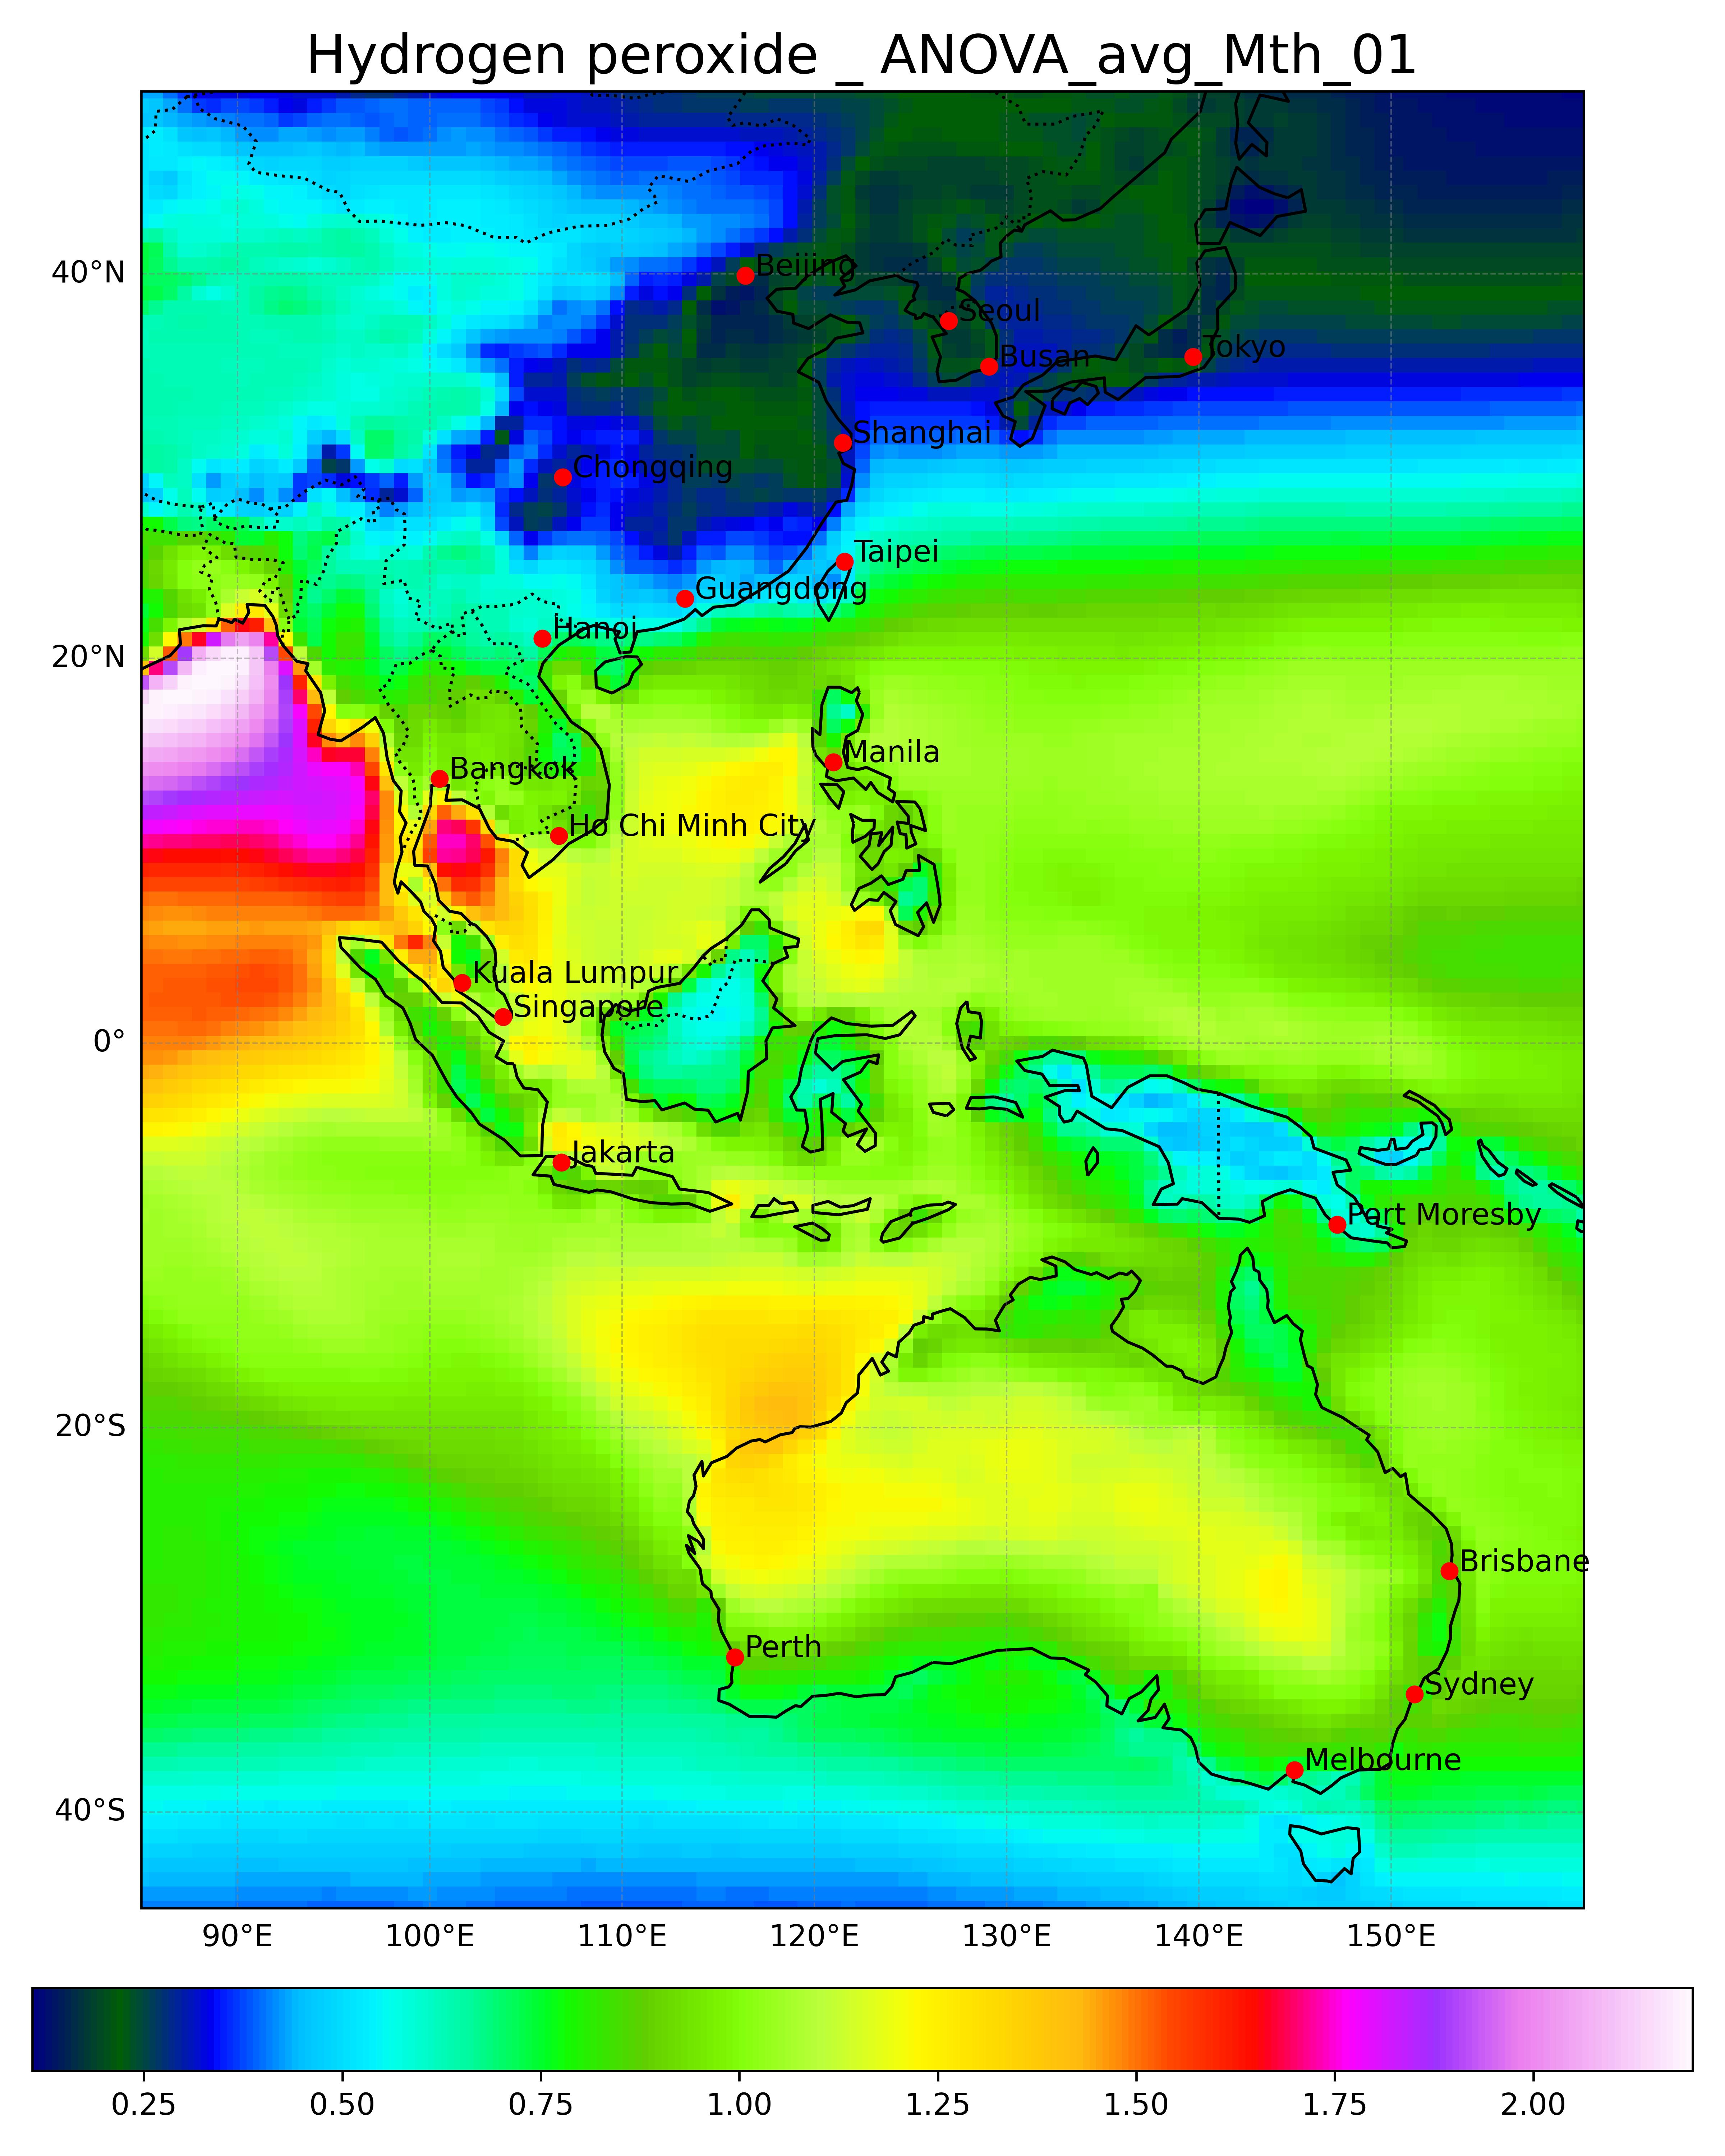 Hydrogen peroxide _ ANOVA_avg_Mth_01
40°N
20°N
0°
20°S
40°S
Beijing
Seoul
Busan
Tokyo
Shanghai
Chongqing
Taipei
Guangdong
Hanoi
Manila
Bangkok
Ho Chi Minh City
Kuala Lumpur
Singapore
Jakarta
Port Moresby
Brisbane
Perth
Sydney
Melbourne
90°E 100°E 110°E 120°E 130°E 140°E 150°E
0.25 0.50 0.75 1.00 1.25 1.50 1.75 2.00